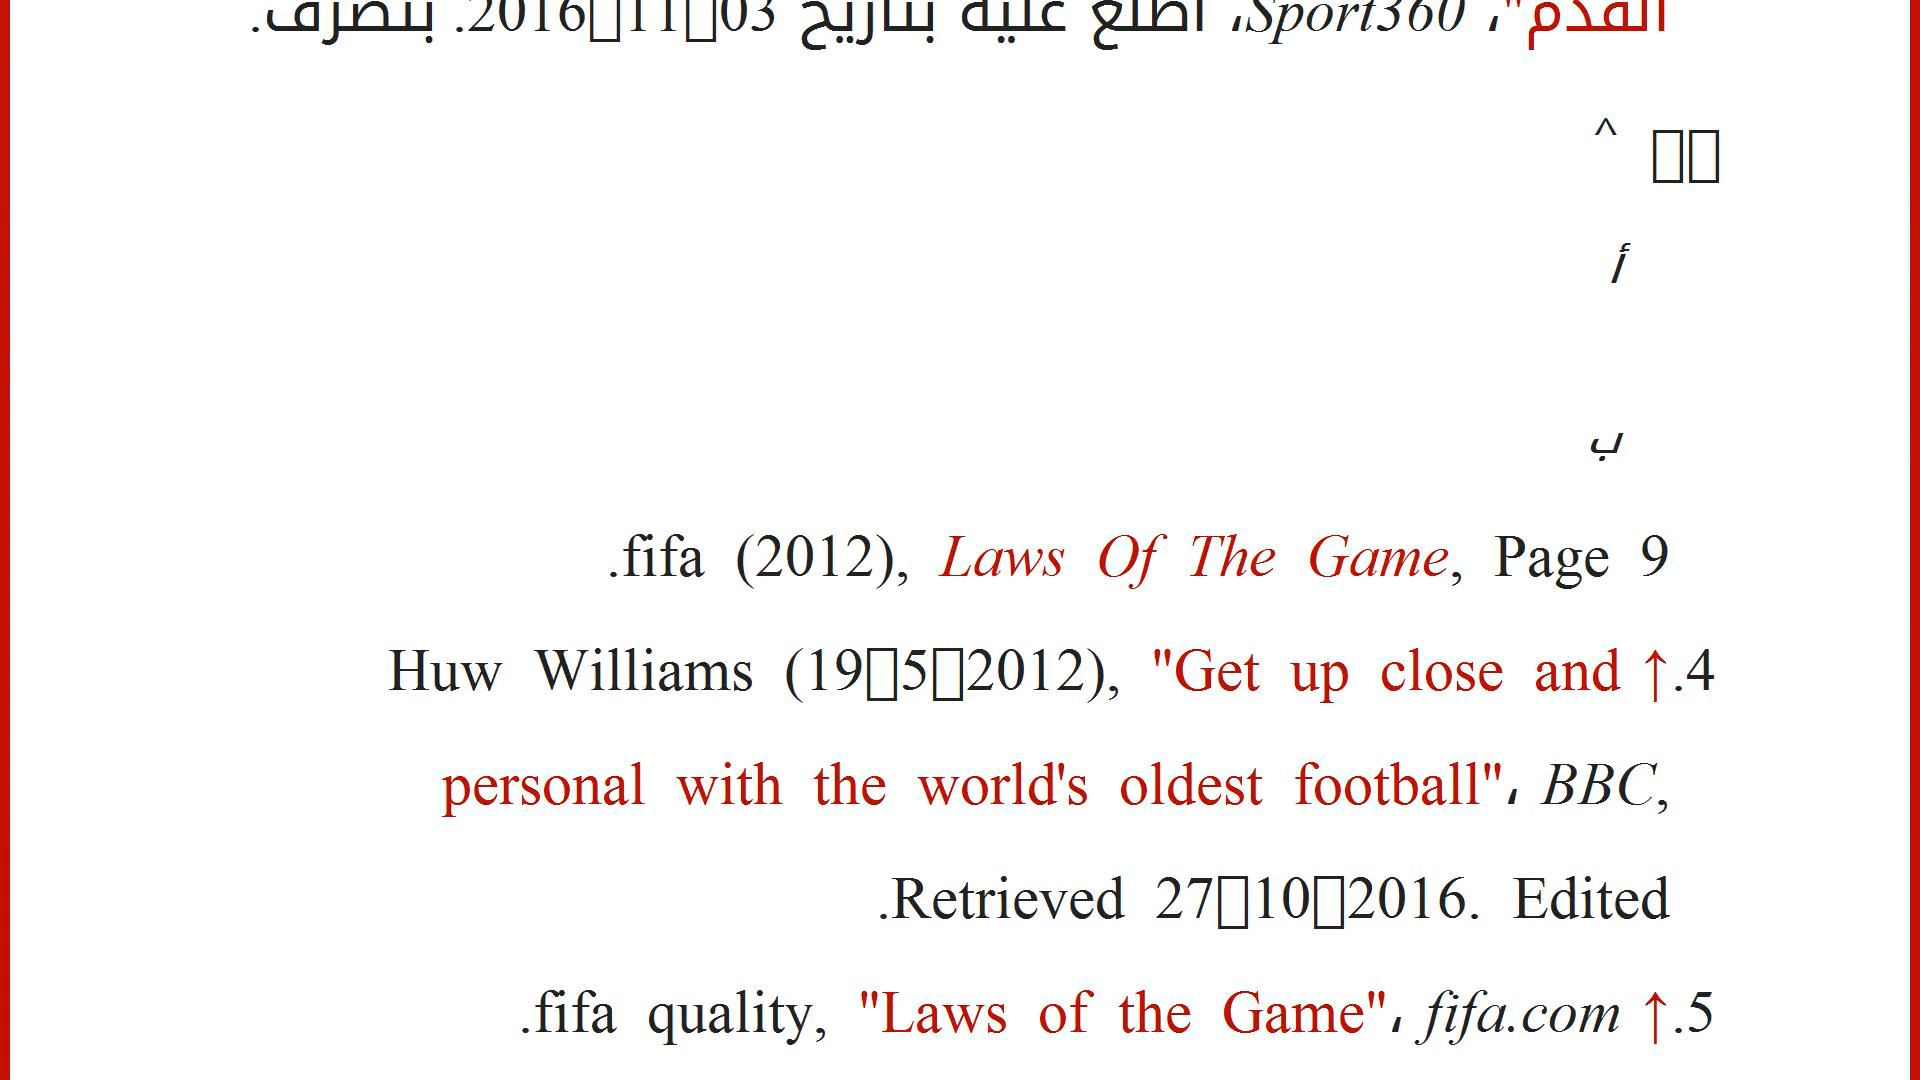 القدم"، Sport360، اطّلع عليه بتاريخ 03▯11▯2016. بتصرف.
▯▯ ^
أ
ب
fifa (2012), Laws Of The Game, Page 9.
4.↑ Huw Williams (19▯5▯2012), "Get up close and
personal with the world's oldest football"، BBC,
Retrieved 27▯10▯2016. Edited.
5.↑ fifa quality, "Laws of the Game"، fifa.com.